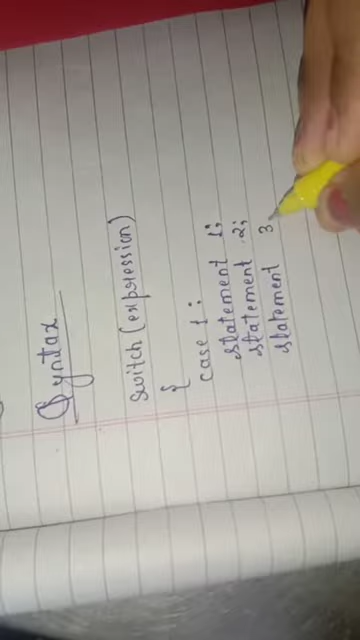 Syntax
switch (expression)
{
case 1 :
statement 1;
statement 2;
statement 3